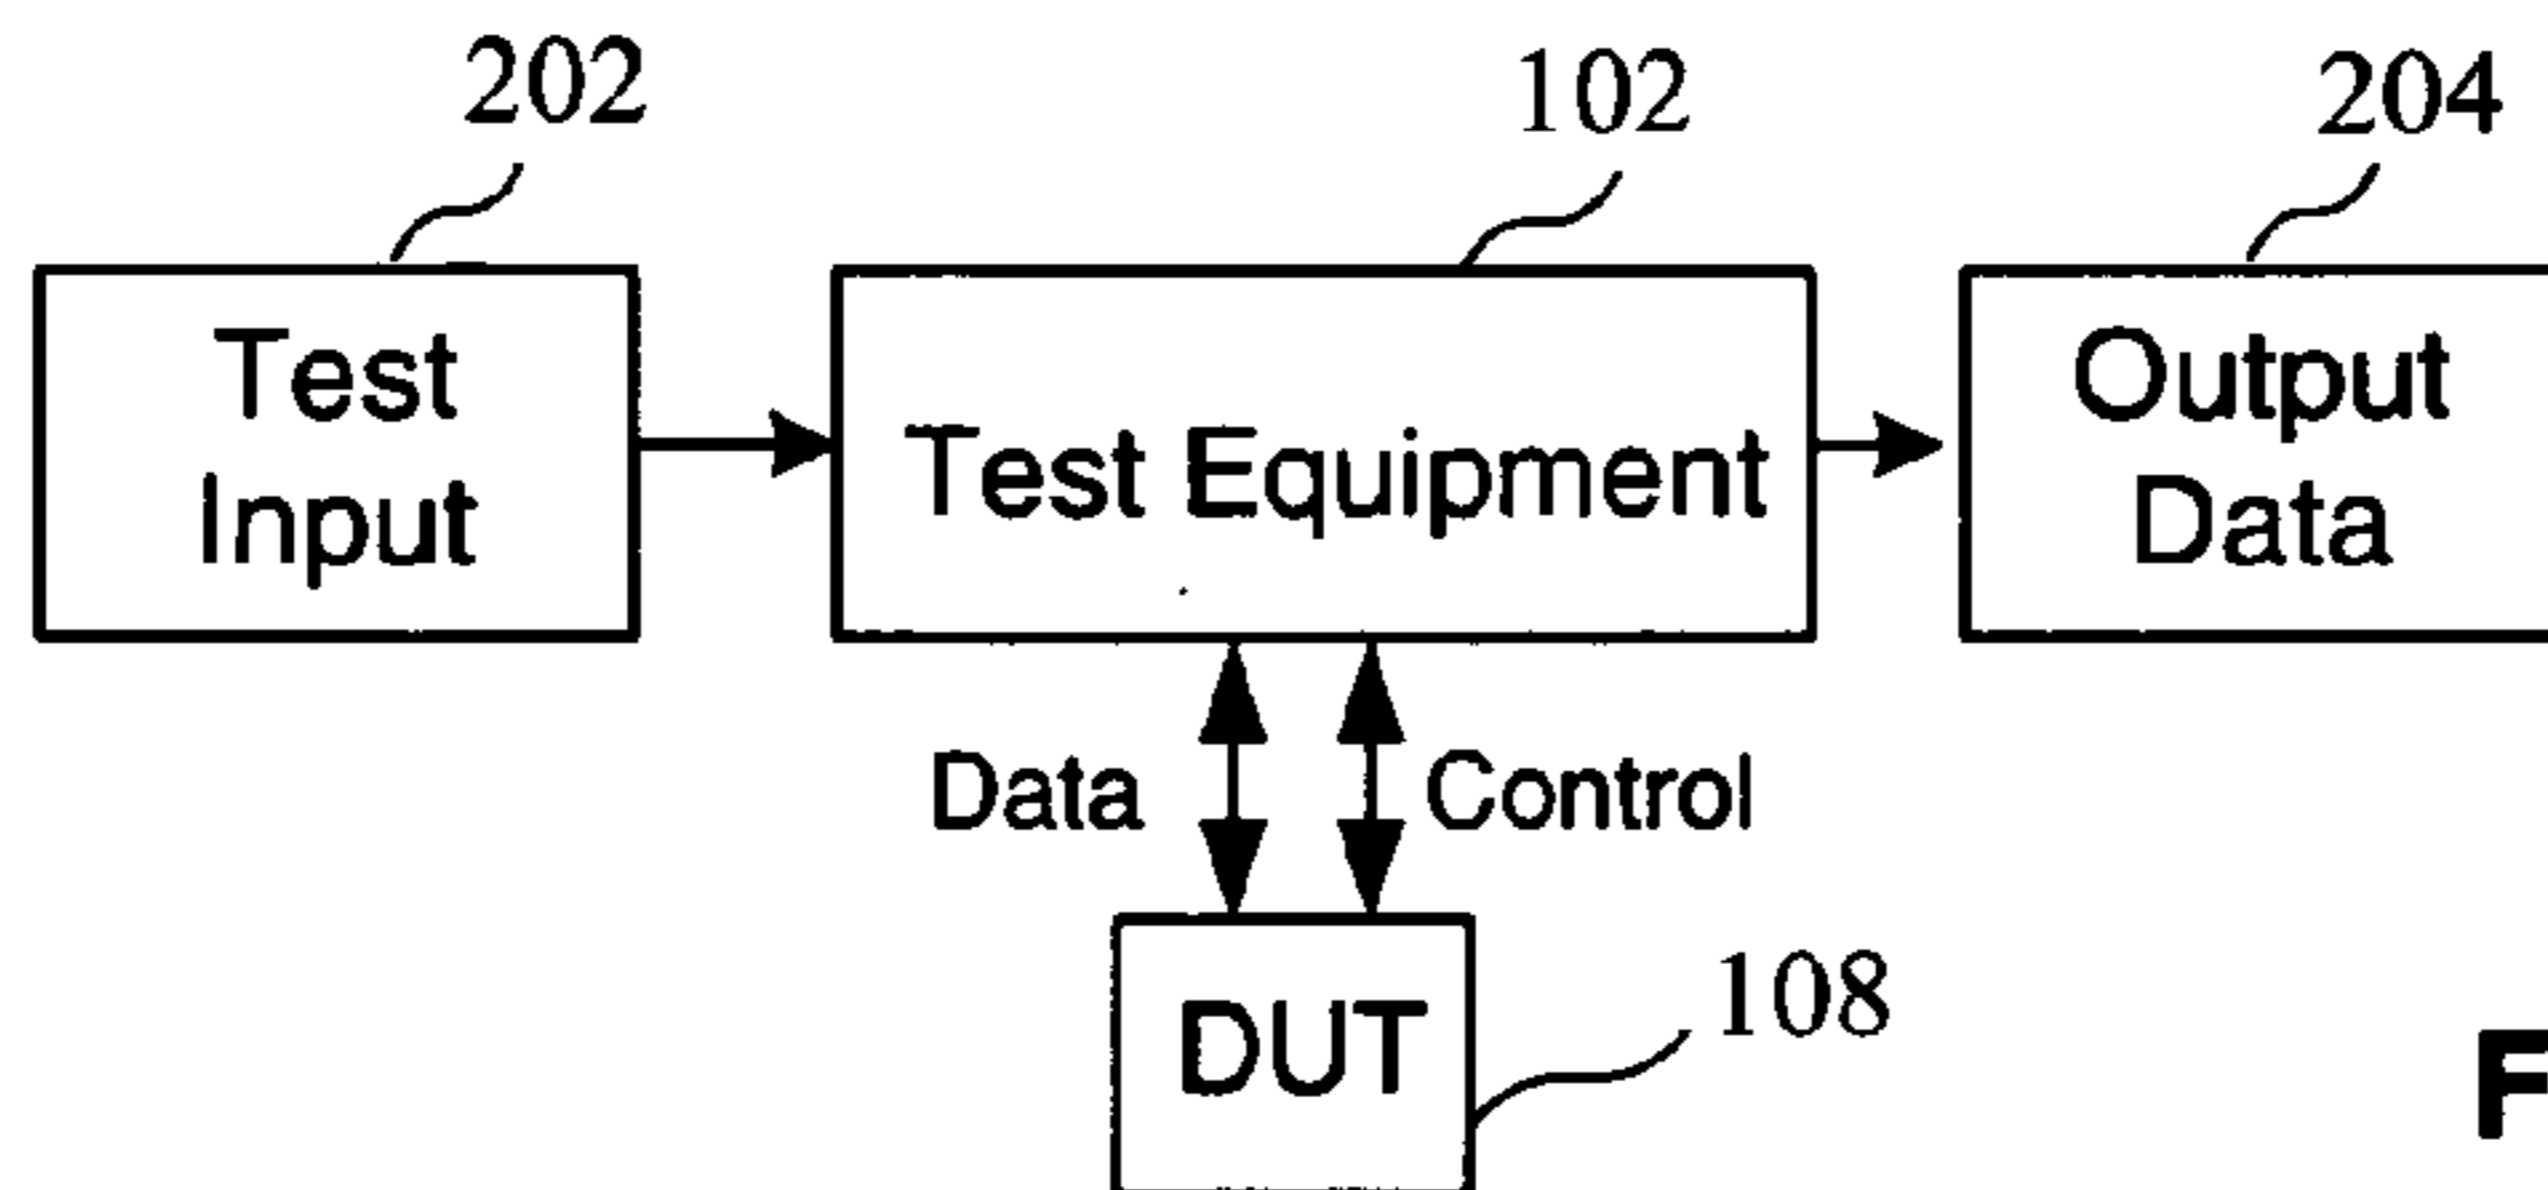 202
102
204
Test
Input
Test Equipment
Output
Data
Data
Control
DUT
108
F